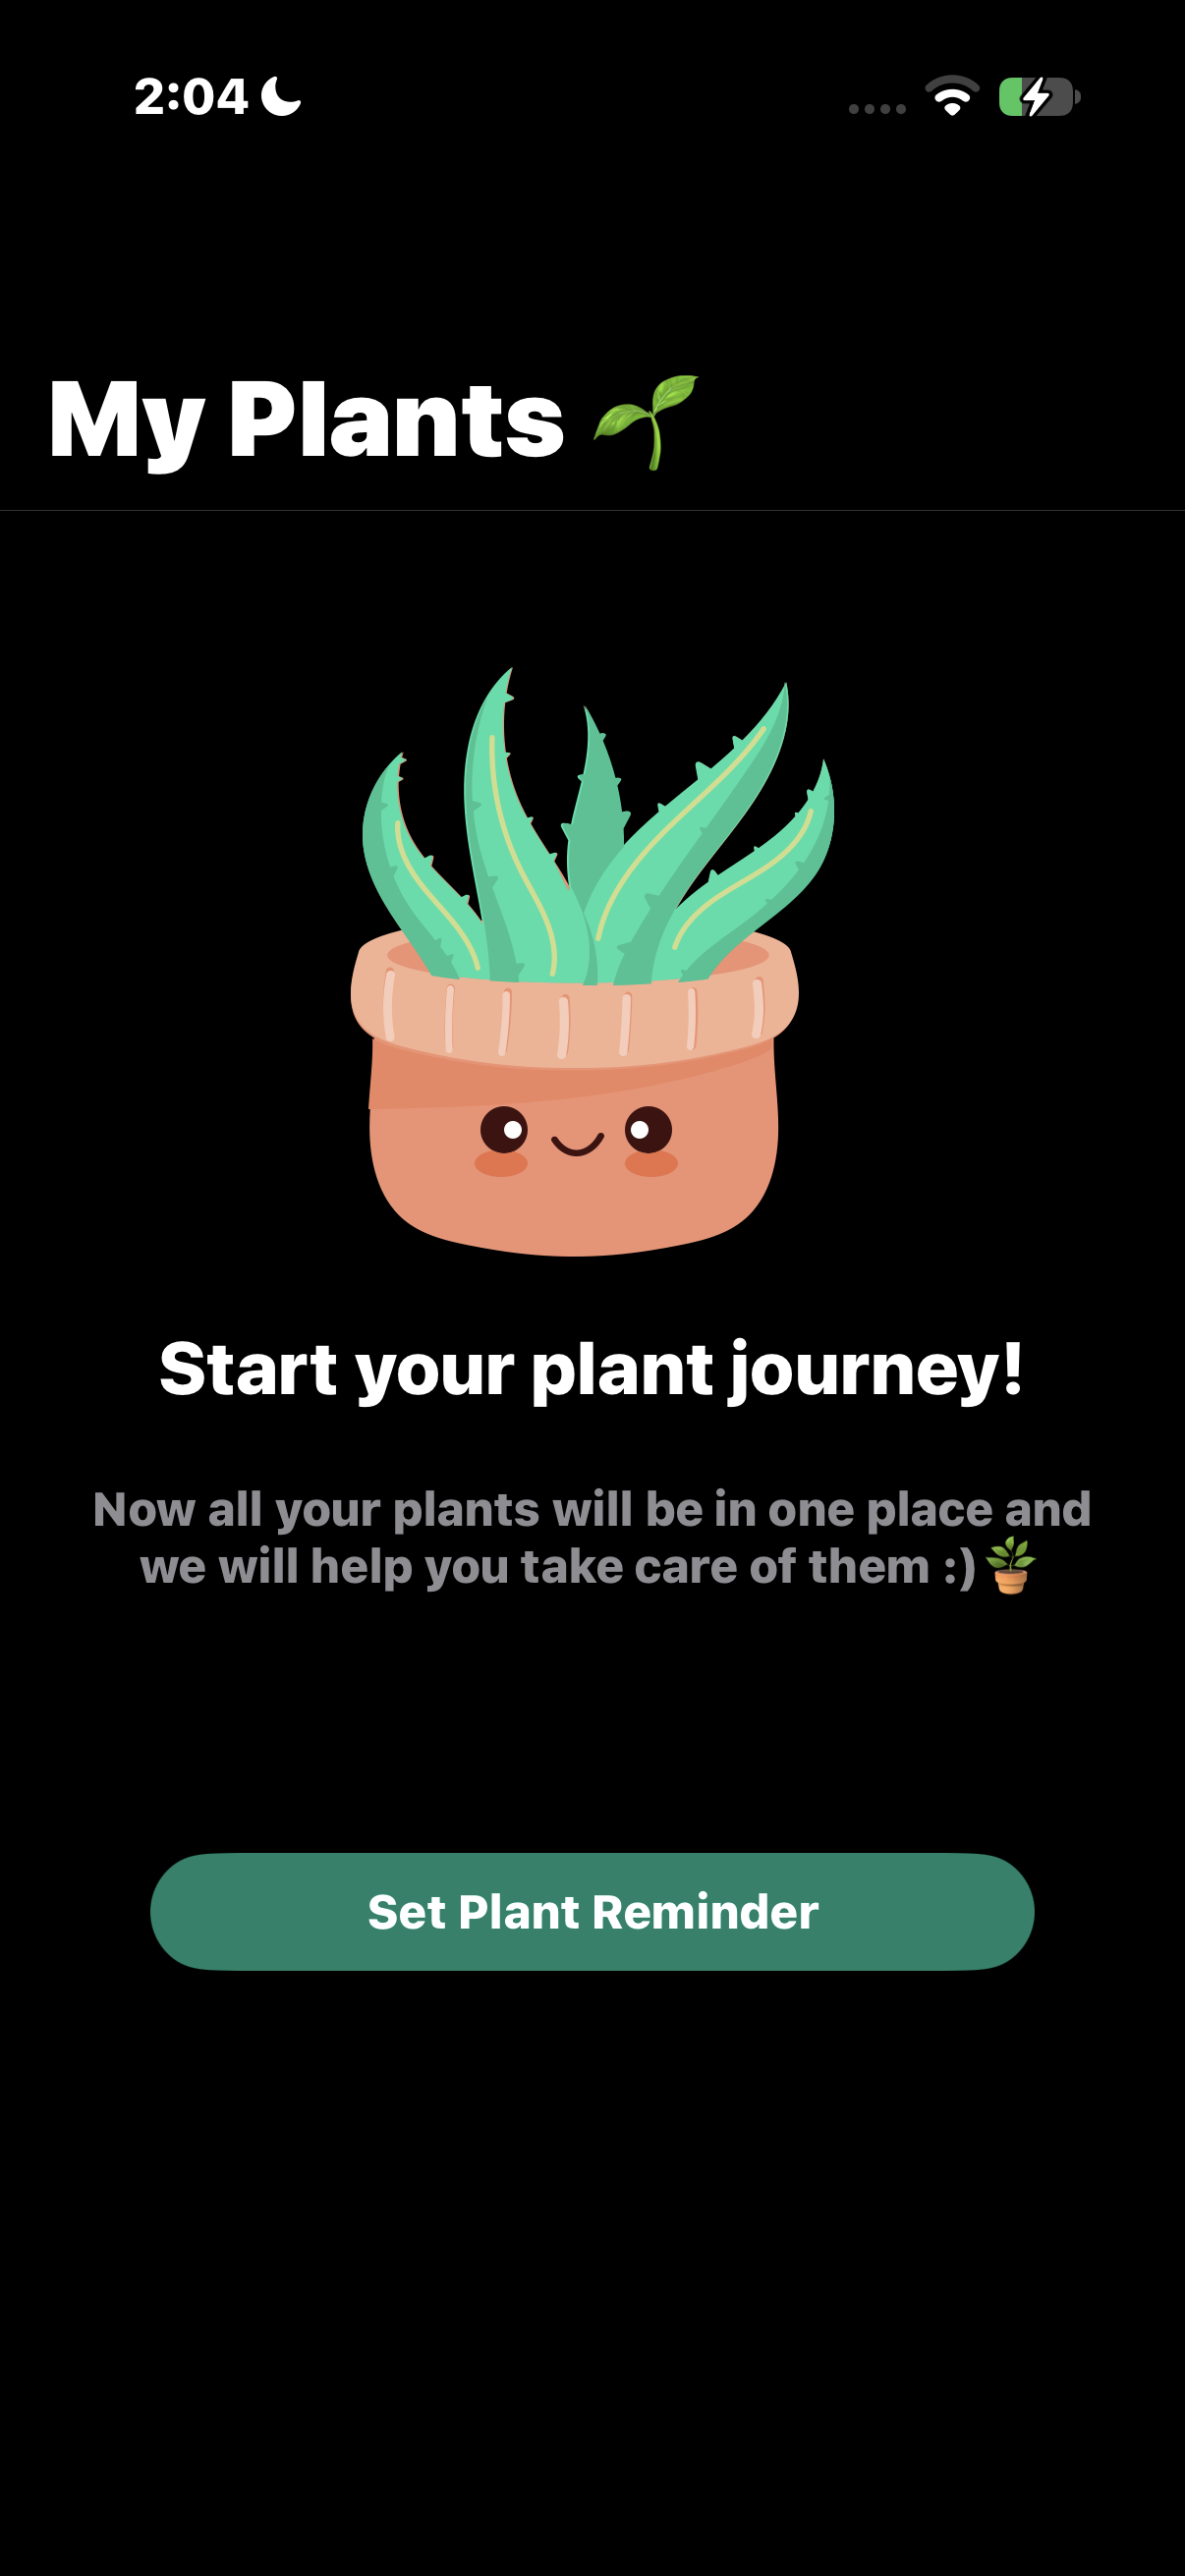 2:04
My Plants 🌱
Start your plant journey!
Now all your plants will be in one place and
we will help you take care of them :)🪴
Set Plant Reminder